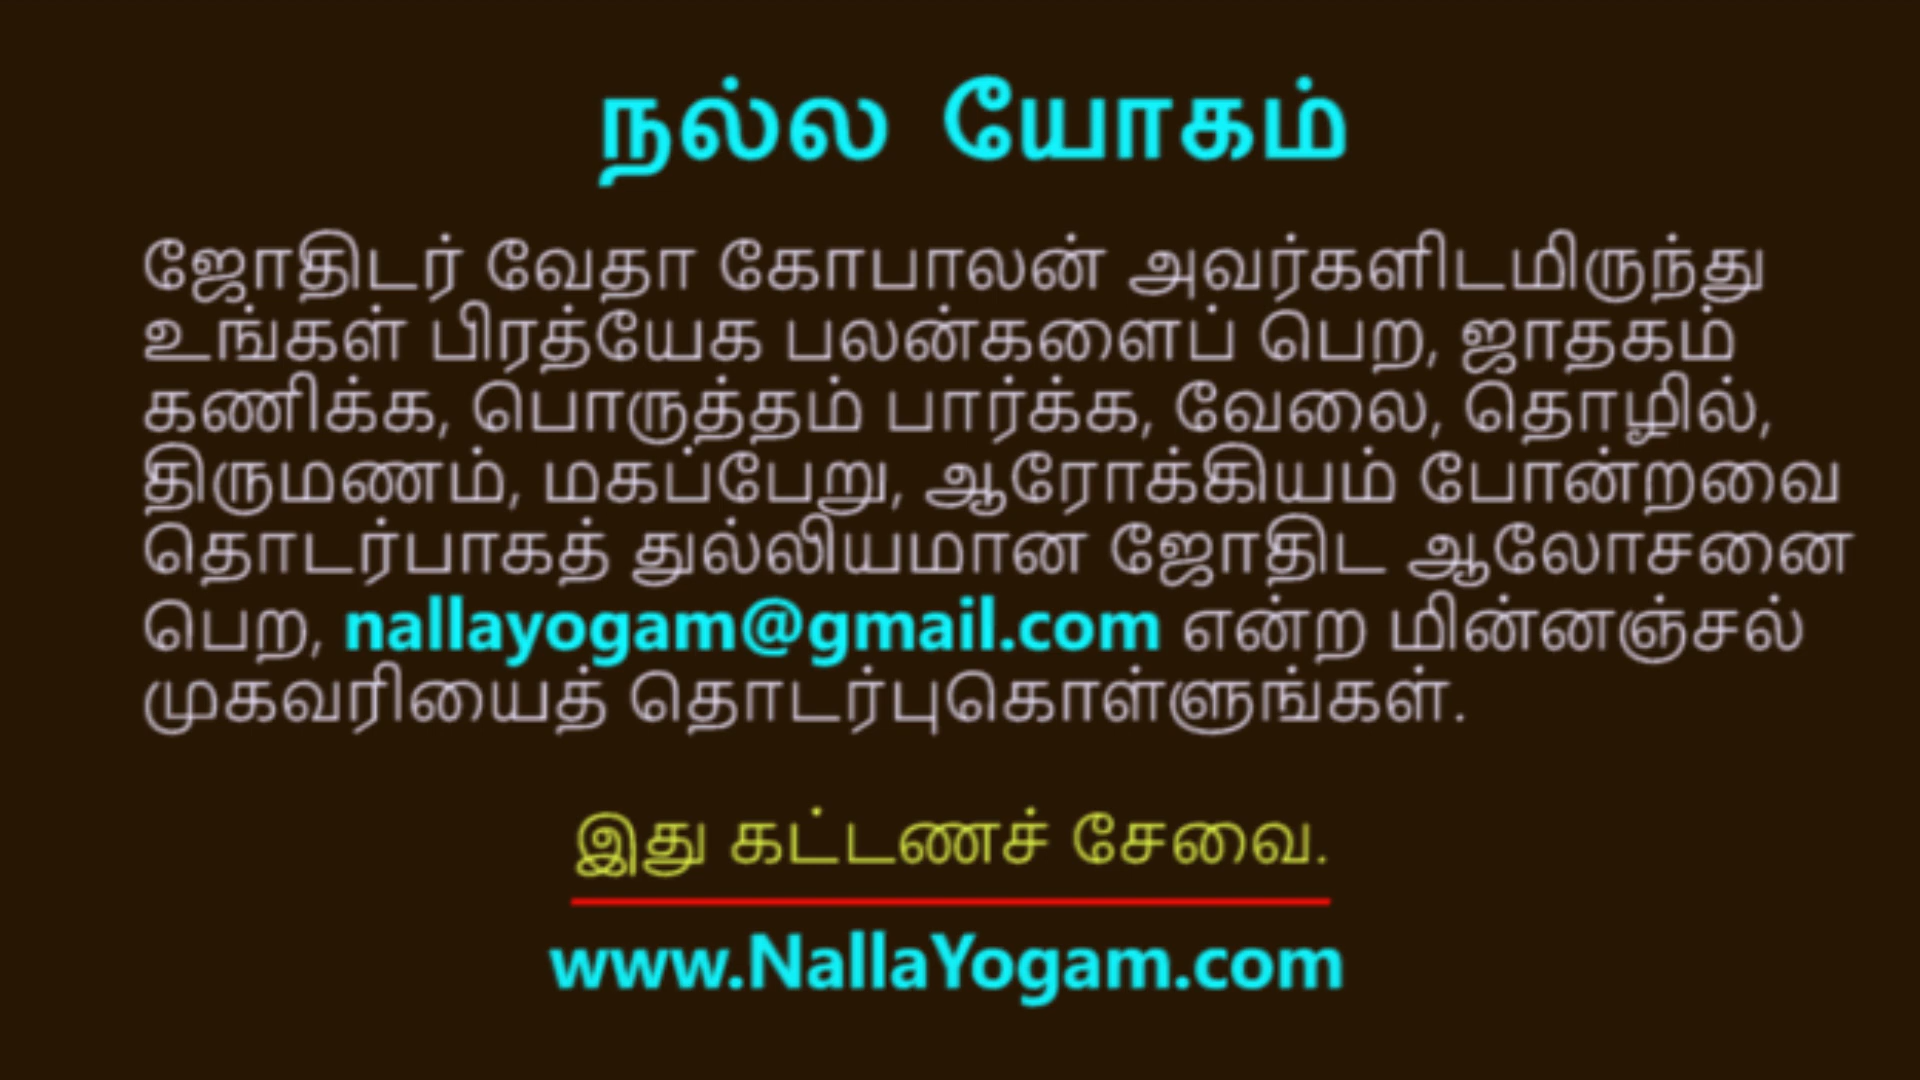 நல்ல யோகம்
ஜோதிடர் வேதா கோபாலன் அவர்களிடமிருந்து
உங்கள் பிரத்யேக பலன்களைப் பெற, ஜாதகம்
கணிக்க, பொருத்தம் பார்க்க, வேலை, தொழில்,
திருமணம், மகப்பேறு, ஆரோக்கியம் போன்றவை
தொடர்பாகத் துல்லியமான ஜோதிட ஆலோசனை
பெற, nallayogam@gmail.com என்ற மின்னஞ்சல்
முகவரியைத் தொடர்புகொள்ளுங்கள்.
இது கட்டணச் சேவை.
www.NallaYogam.com